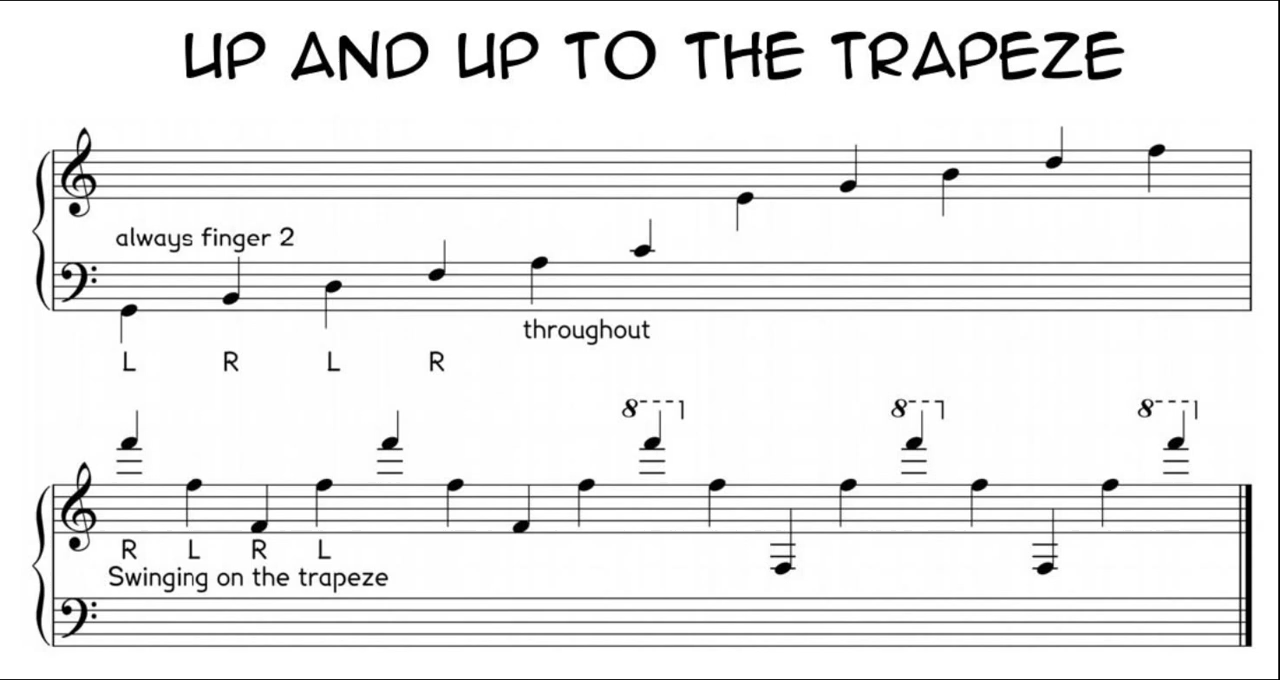 UP AND UP TO THE TRAPEZE
always finger 2
throughout
L R L R
8 8 8
R L R L
Swinging on the trapeze